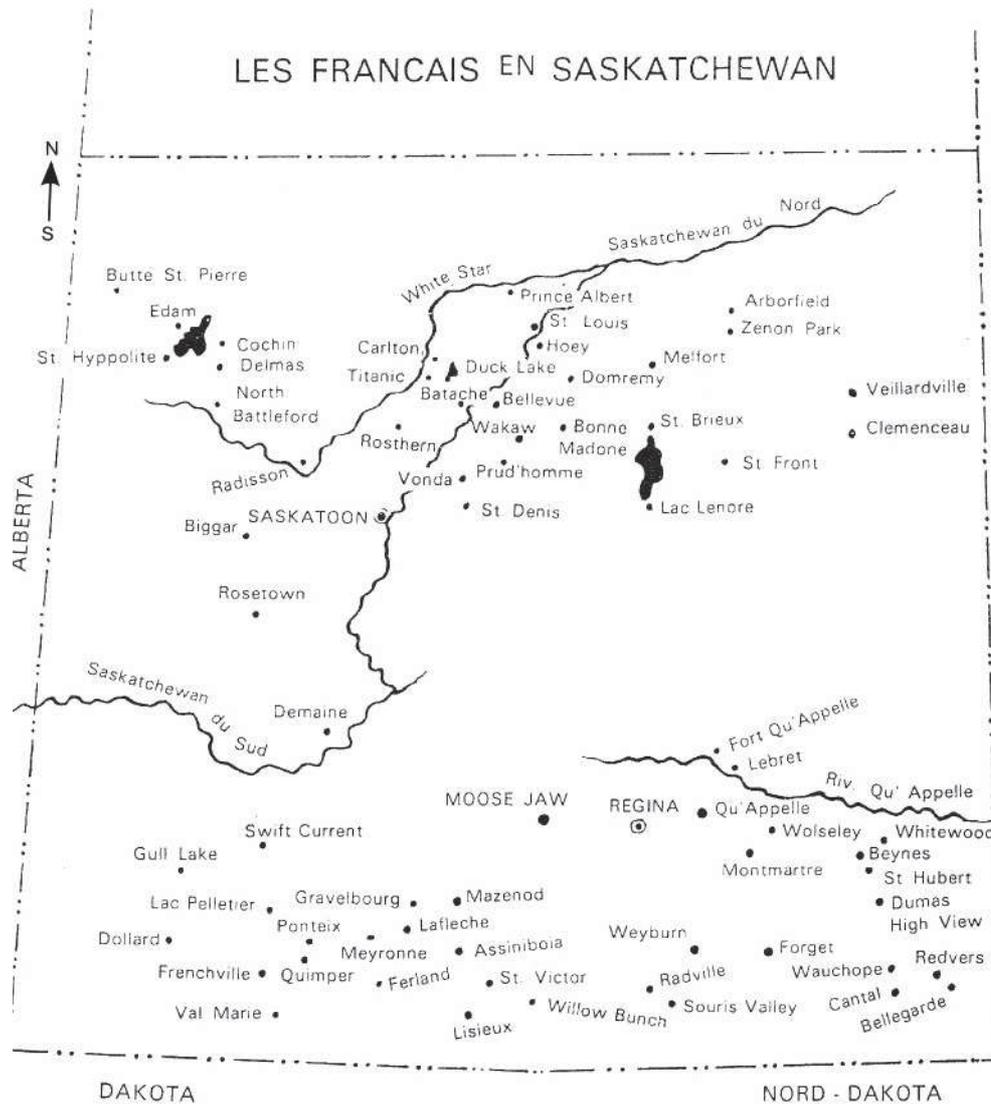 LES FRANCAIS EN SASKATCHEWAN
N
S
Saskatchewan du Nord
White Star
Butte St. Pierre
Prince Albert
Arborfield
Edam
St. Louis
Zenon Park
St. Hyppolite
Cochin
Carlton
Hoey
Delmas
Titanic
Duck Lake
Melfort
Domremy
Veillardville
North
Battleford
Batache
Bellevue
Rosthern
Wakaw
Bonne
Madone
St. Brieux
Clemenceau
Radisson
Vonda
Prud'homme
St. Front
SASKATOON
St. Denis
Lac Lenore
Biggar
ALBERTA
Rosetown
Saskatchewan
du Sud
Demaine
Fort Qu'Appelle
Lebret
Riv. Qu' Appelle
MOOSE JAW
REGINA
Qu'Appelle
Swift Current
Wolseley
Whitewood
Gull Lake
Montmartre
Beynes
St Hubert
Lac Pelletier
Gravelbourg
Mazenod
Dumas
High View
Ponteix
Lafleche
Dollard
Meyronne
Assiniboia
Weyburn
Forget
Redvers
Frenchville
Quimper
Ferland
St. Victor
Radville
Wauchope
Val Marie
Lisieux
Willow Bunch
Souris Valley
Cantal
Bellegarde
DAKOTA
NORD - DAKOTA